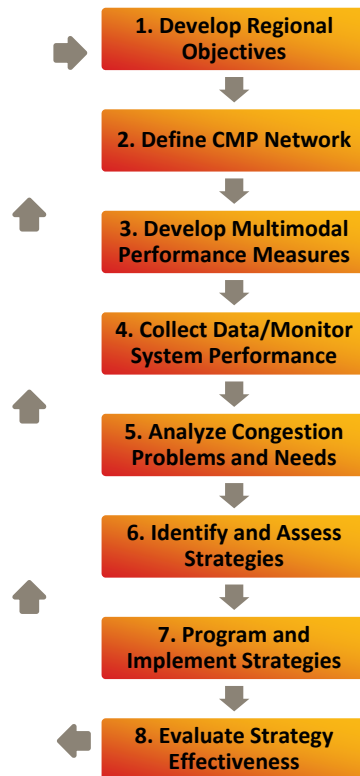 1. Develop Regional
Objectives
2. Define CMP Network
3. Develop Multimodal
Performance Measures
4. Collect Data/Monitor
System Performance
5. Analyze Congestion
Problems and Needs
6. Identify and Assess
Strategies
7. Program and
Implement Strategies
8. Evaluate Strategy
Effectiveness